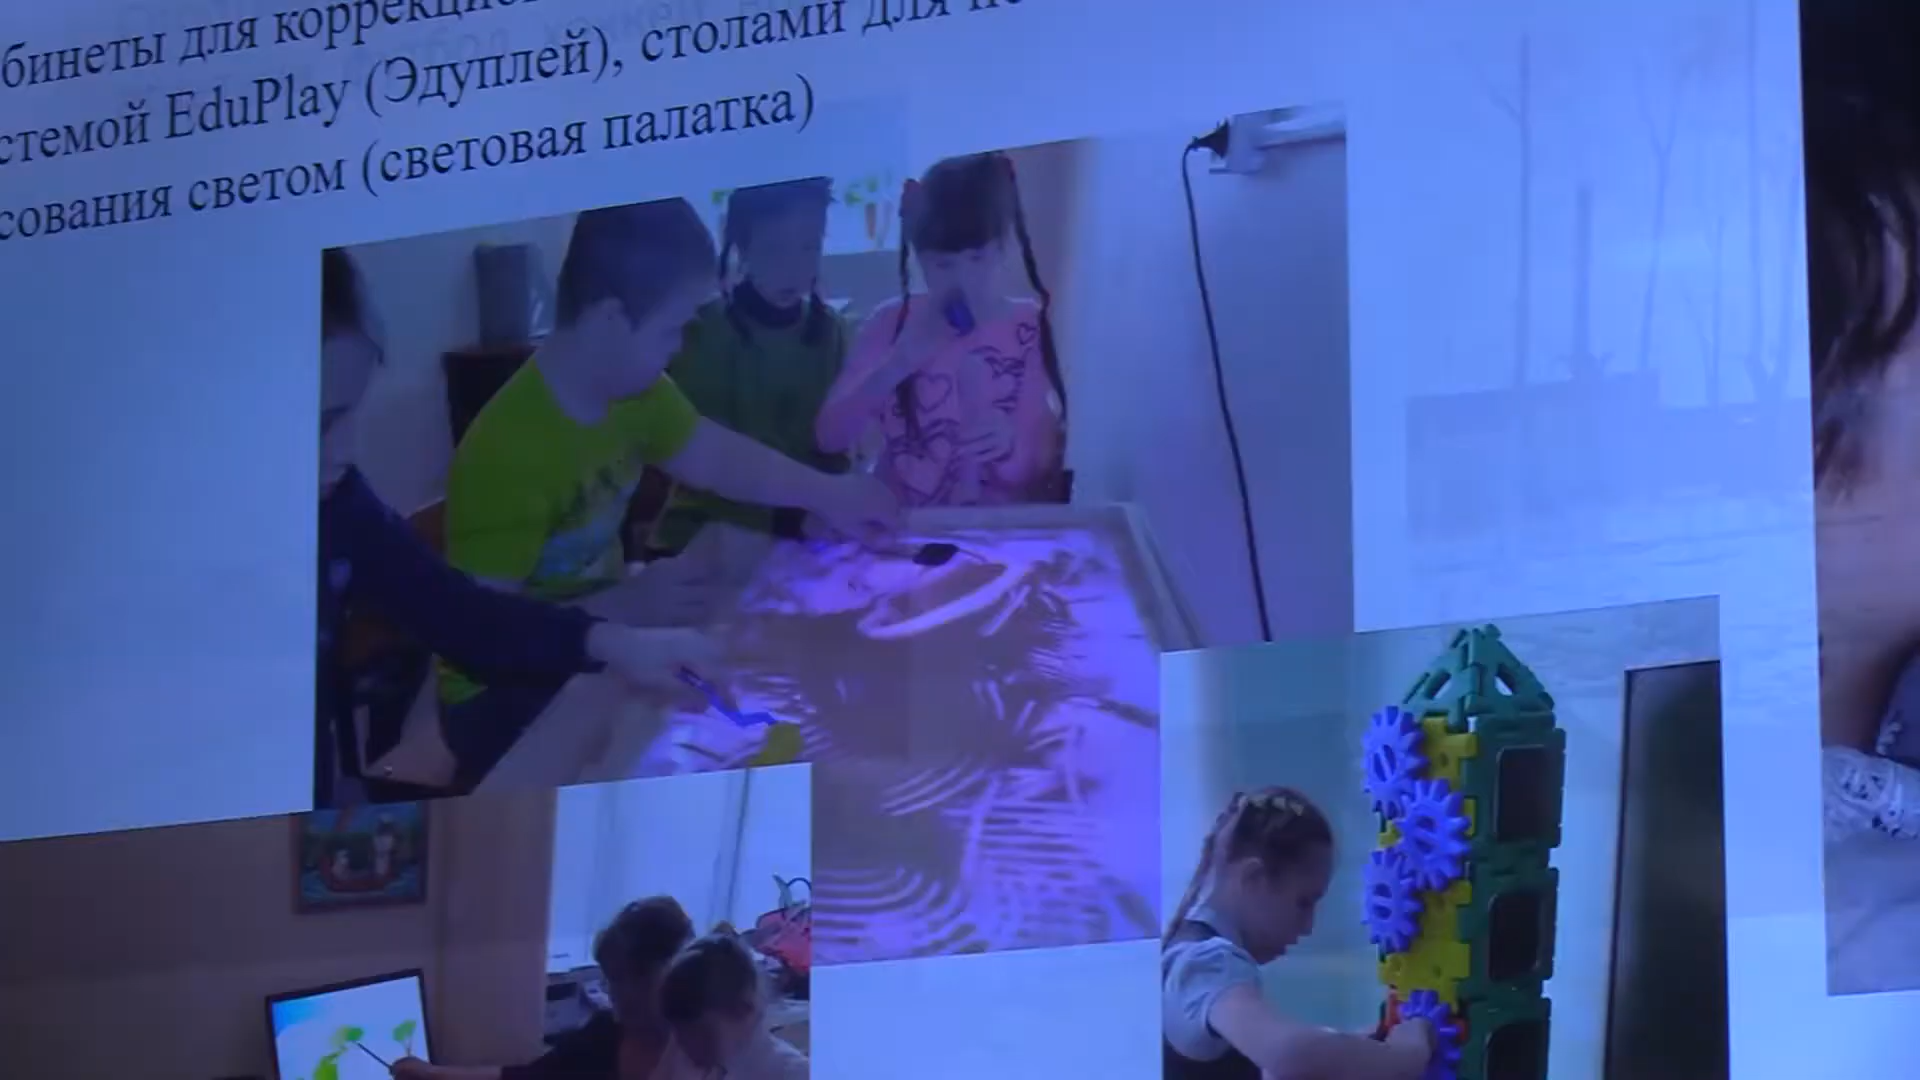 бинеты для коррекцио
стемой EduPlay (Эдуплей), столами для
сования светом (световая палатка)